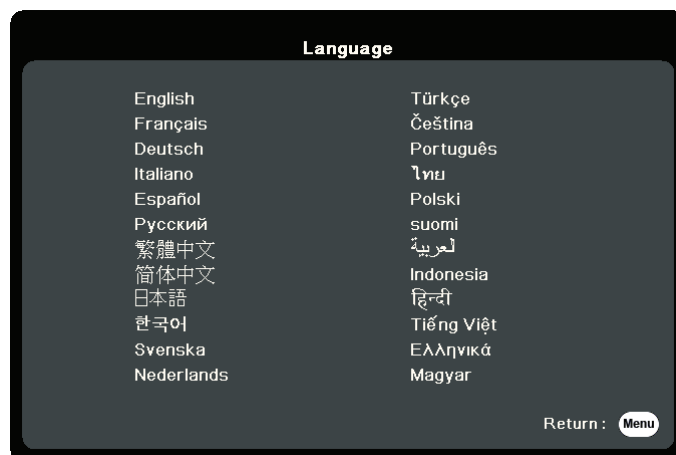 Language
English
Français
Deutsch
Italiano
Español
Русский
繁體中文
简体中文
日本語
한국어
Svenska
Nederlands
Türkçe
Čeština
Português
ไทย
Polski
suomi
العربية
Indonesia
हिन्दी
Tiếng Việt
Ελληνικά
Magyar
Return : Menu